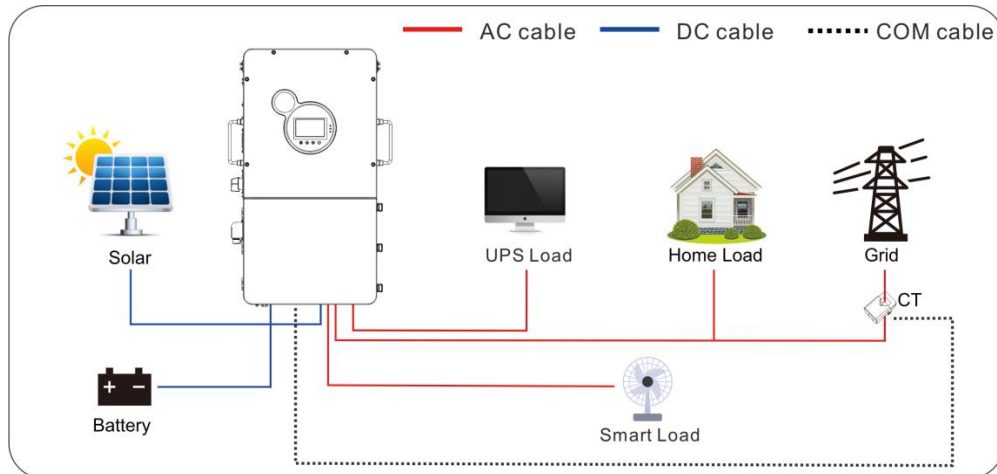 AC cable
DC cable
COM cable
Solar
UPS Load
Home Load
Grid
CT
Battery
Smart Load